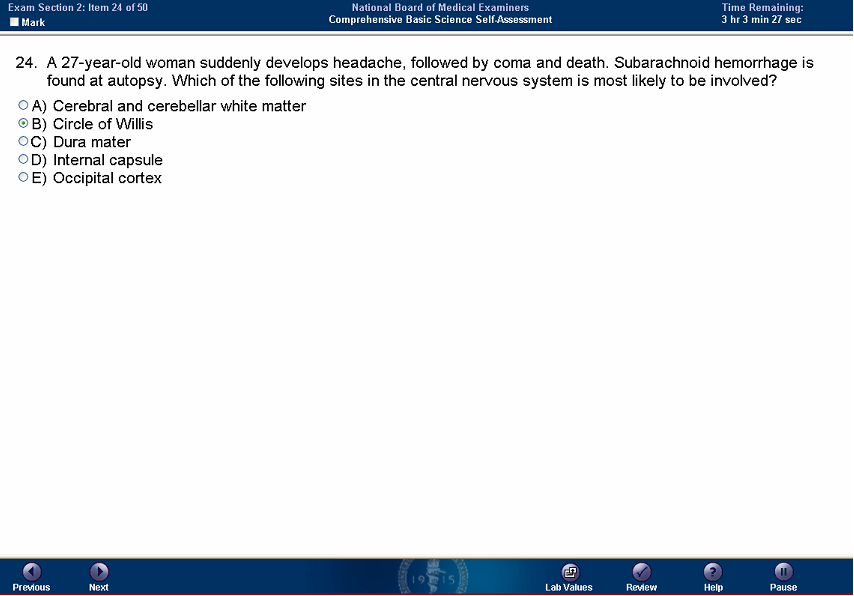 Exam Section 2: Item 24 of 50
National Board of Medical Examiners
Time Remaining:
Mark
Comprehensive Basic Science Self-Assessment
3 hr 3 min 27 sec
24. A 27-year-old woman suddenly develops headache, followed by coma and death. Subarachnoid hemorrhage is
found at autopsy. Which of the following sites in the central nervous system is most likely to be involved?
A) Cerebral and cerebellar white matter
B) Circle of Willis
C) Dura mater
D) Internal capsule
E) Occipital cortex
19 15
Previous
Next
Lab Values
Review
Help
Pause